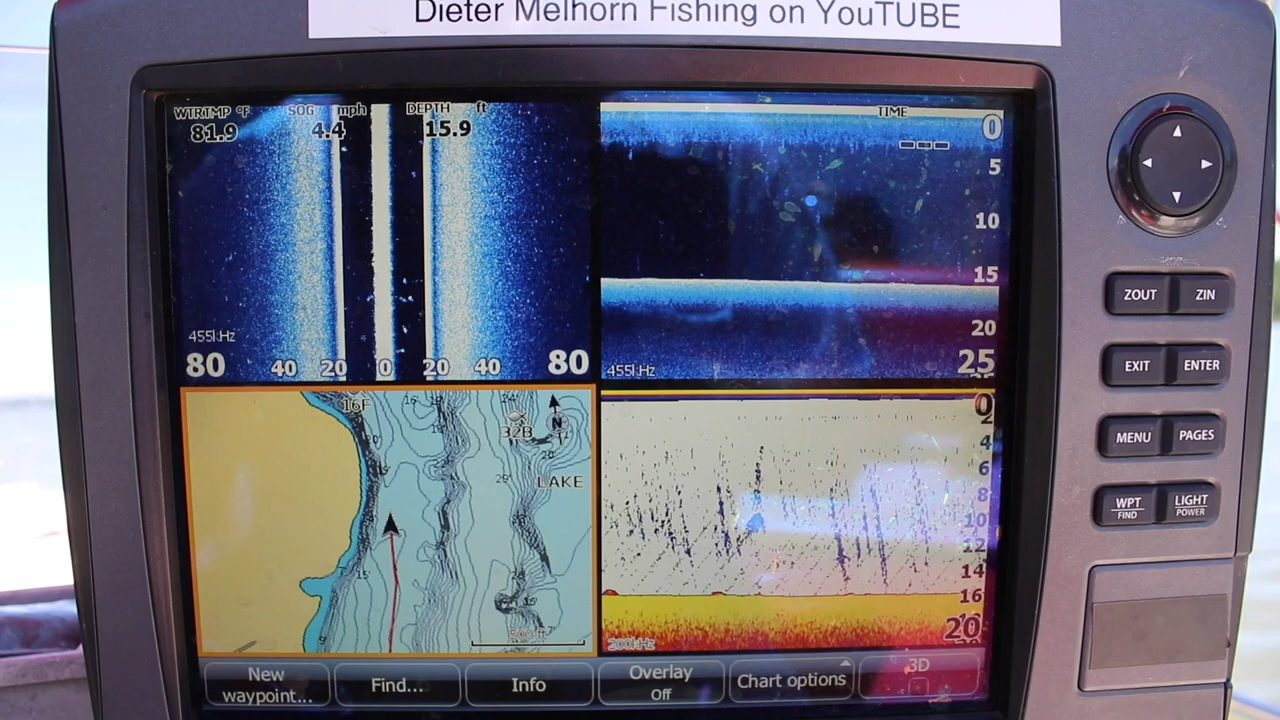 Dieter Melhorn Fishing on YouTUBE
WTRTMP °F SOG mph DEPTH ft
81.9 4.4 15.9
455kHz
80 40 20 0 20 40 80
TIME
0
5
10
15
20
25
455kHz
16F
32B
N
LAKE
15'
500 ft
0
2
4
6
8
10
12
14
16
20
200kHz
New waypoint...
Find...
Info
Overlay
Off
Chart options
3D
ZOUT ZIN
EXIT ENTER
MENU PAGES
WPT FIND
LIGHT POWER